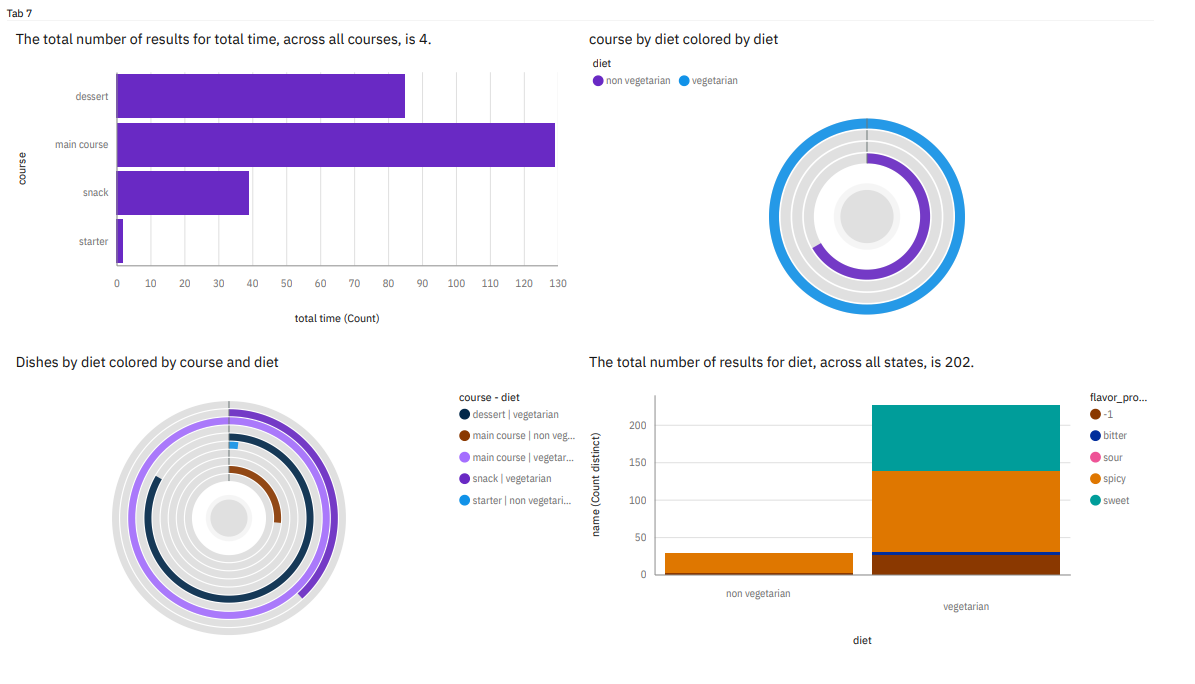 Tab 7
The total number of results for total time, across all courses, is 4.
course
dessert
main course
snack
starter
0 10 20 30 40 50 60 70 80 90 100 110 120 130
total time (Count)
course by diet colored by diet
diet
non vegetarian vegetarian
Dishes by diet colored by course and diet
course - diet
dessert | vegetarian
main course | non veg...
main course | vegetar...
snack | vegetarian
starter | non vegetari...
The total number of results for diet, across all states, is 202.
name (Count distinct)
200
150
100
50
0
non vegetarian
vegetarian
diet
flavor_pro...
-1
bitter
sour
spicy
sweet